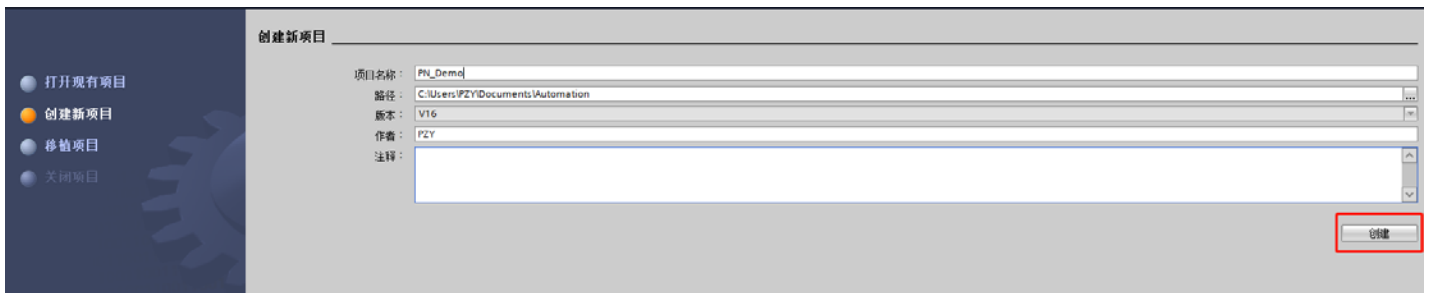 创建新项目
打开现有项目
创建新项目
移植项目
关闭项目
项目名称： PN_Demo
路径： C:\Users\PZY\Documents\Automation
...
版本： V16
作者： PZY
注释：
创建